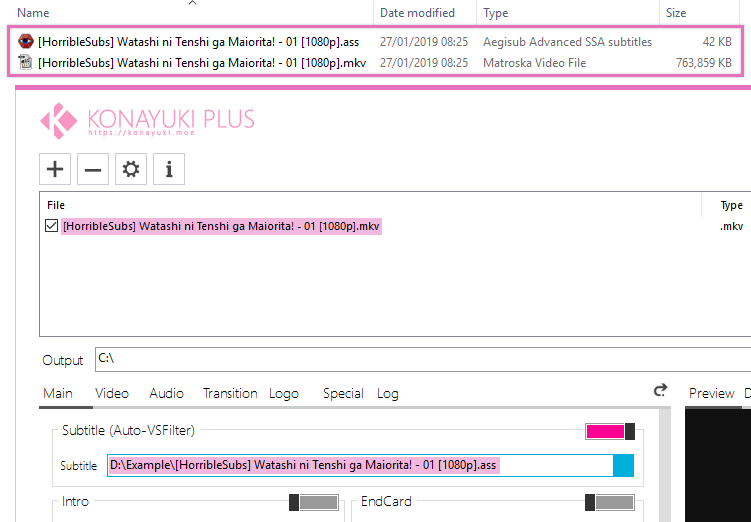 Name Date modified Type Size
[HorribleSubs] Watashi ni Tenshi ga Maiorita! - 01 [1080p].ass 27/01/2019 08:25 Aegisub Advanced SSA subtitles 42 KB
[HorribleSubs] Watashi ni Tenshi ga Maiorita! - 01 [1080p].mkv 27/01/2019 08:25 Matroska Video File 763,859 KB
KONAYUKI PLUS
https://konayuki.moe
File Type
[HorribleSubs] Watashi ni Tenshi ga Maiorita! - 01 [1080p].mkv .mkv
Output C:\
Main Video Audio Transition Logo Special Log Preview D
Subtitle (Auto-VSFilter)
Subtitle D:\Example\[HorribleSubs] Watashi ni Tenshi ga Maiorita! - 01 [1080p].ass
Intro EndCard